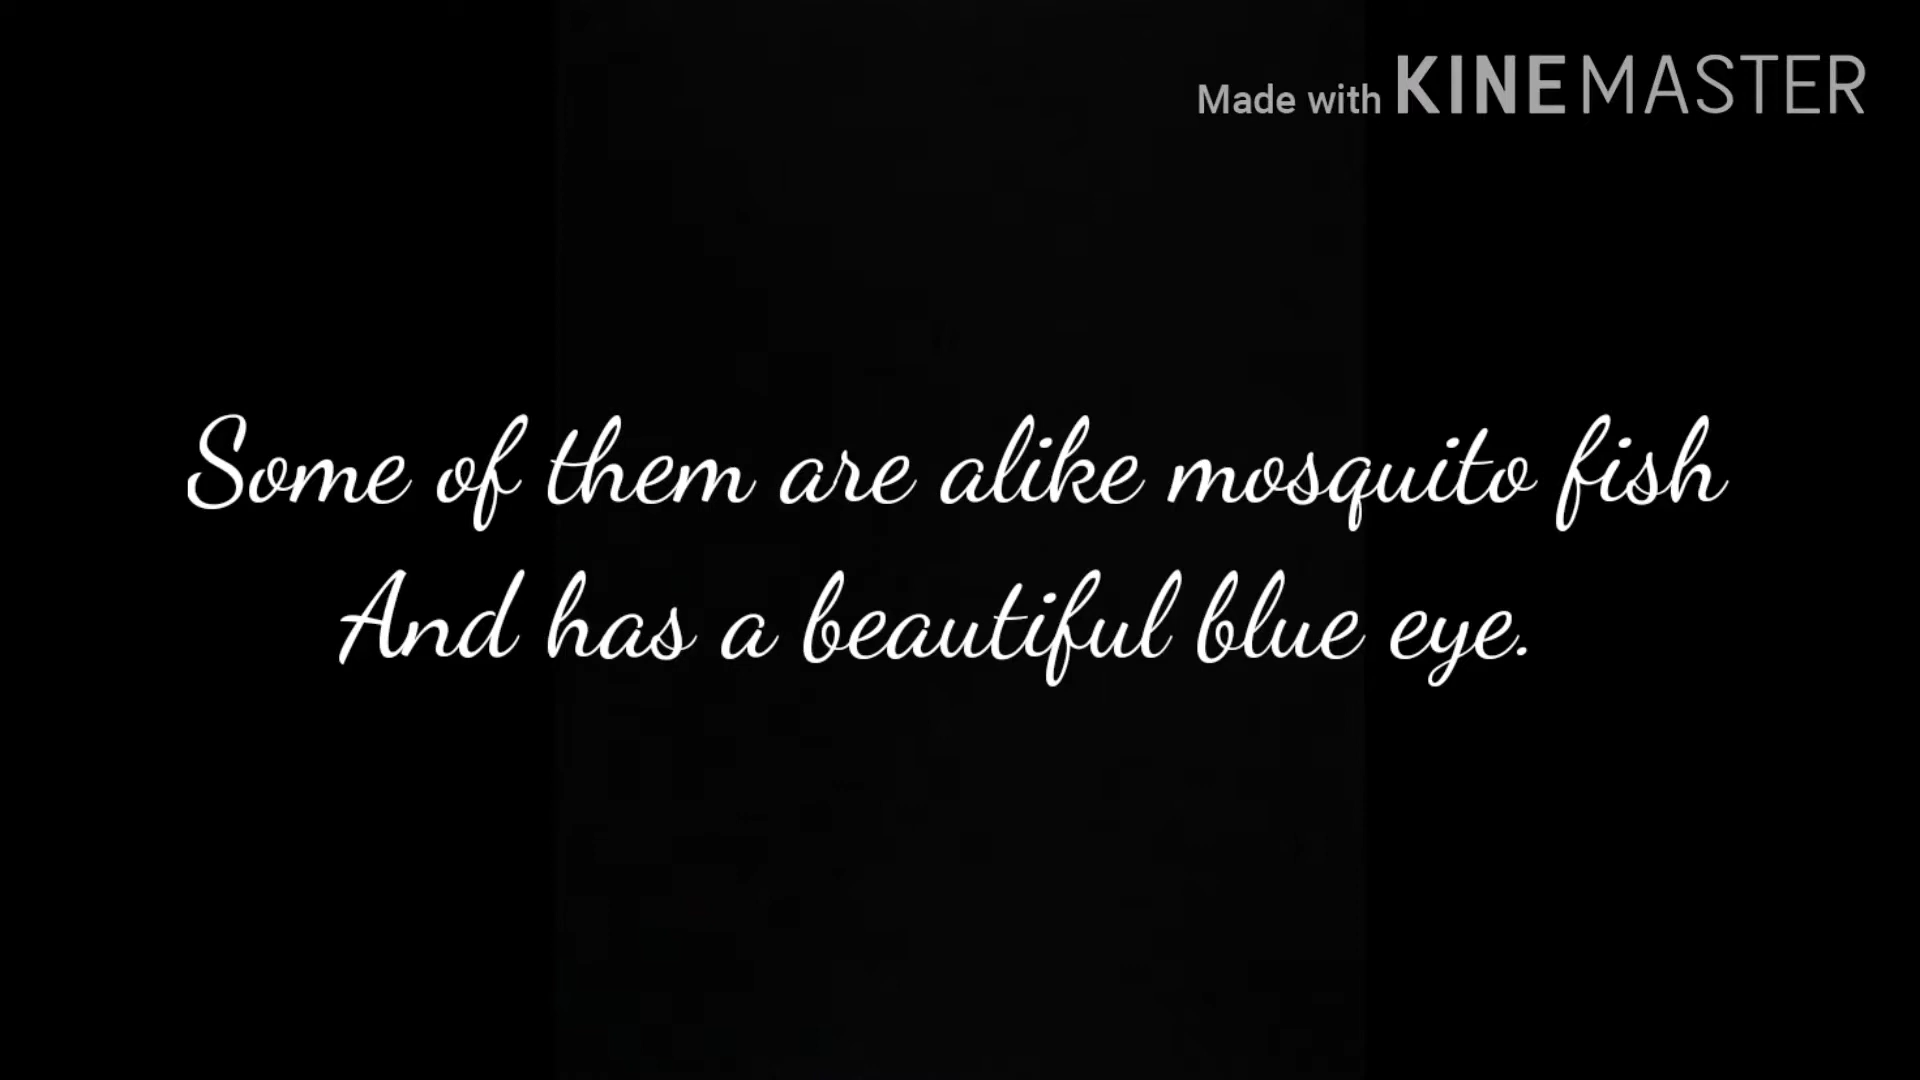 Made with KINEMASTER
Some of them are alike mosquito fish
And has a beautiful blue eye.